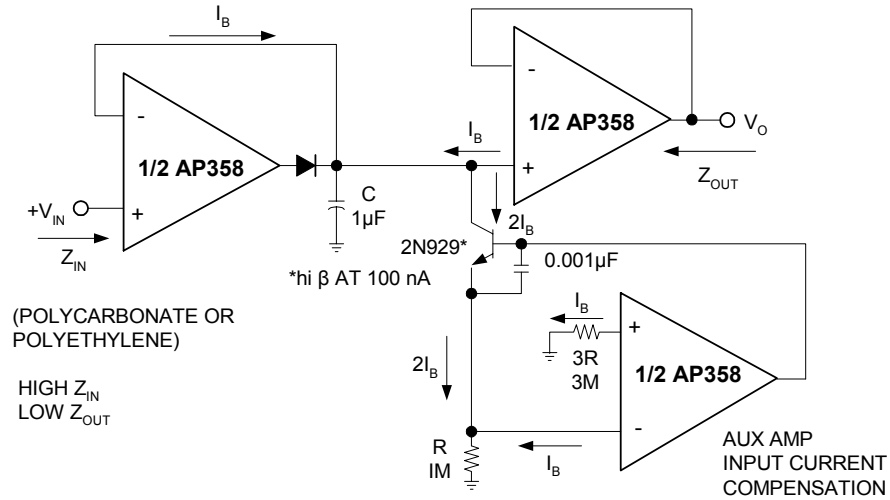 I_B
-
+
1/2 AP358
+V_IN
Z_IN
C
1µF
I_B
-
+
1/2 AP358
V_O
Z_OUT
2I_B
2N929*
0.001µF
*hi β AT 100 nA
(POLYCARBONATE OR
POLYETHYLENE)
HIGH Z_IN
LOW Z_OUT
I_B
3R
3M
+
-
1/2 AP358
2I_B
R
IM
I_B
AUX AMP
INPUT CURRENT
COMPENSATION